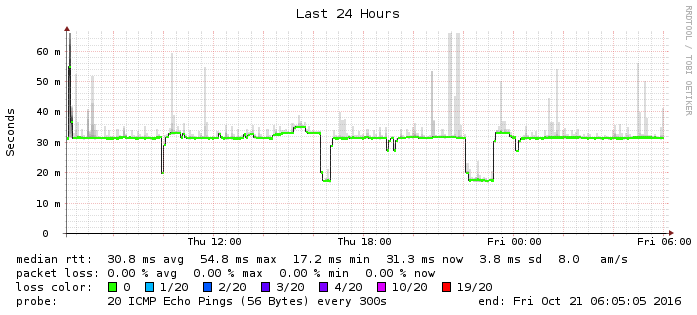 Last 24 Hours
RRDTOOL / TOBI OETIKER
Seconds
60 m
50 m
40 m
30 m
20 m
10 m
0
Thu 12:00 Thu 18:00 Fri 00:00 Fri 06:00
median rtt: 30.8 ms avg 54.8 ms max 17.2 ms min 31.3 ms now 3.8 ms sd 8.0 am/s
packet loss: 0.00 % avg 0.00 % max 0.00 % min 0.00 % now
loss color: 0 1/20 2/20 3/20 4/20 10/20 19/20
probe: 20 ICMP Echo Pings (56 Bytes) every 300s end: Fri Oct 21 06:05:05 2016